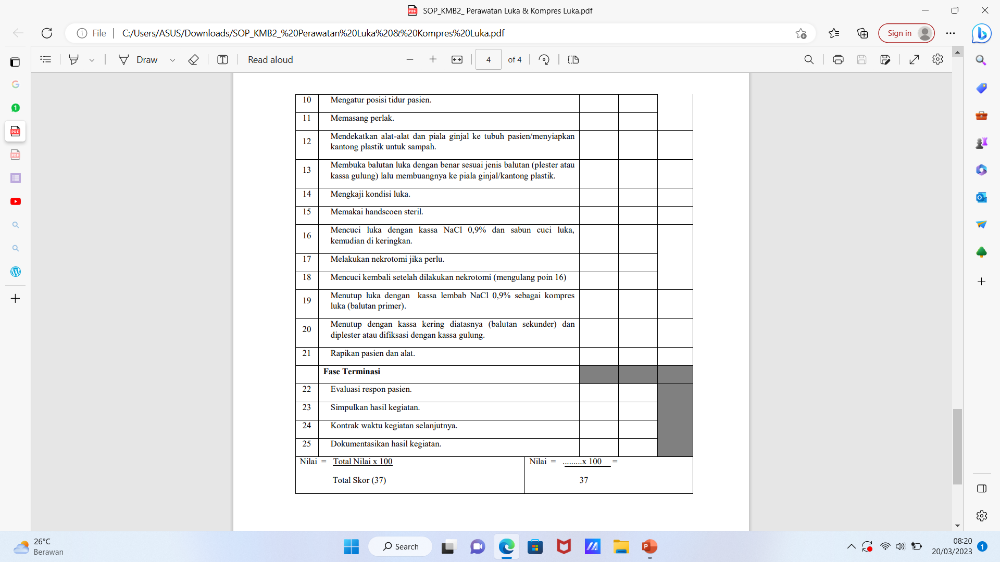 SOP_KMB2_ Perawatan Luka & Kompres Luka.pdf
File
C:/Users/ASUS/Downloads/SOP_KMB2_%20Perawatan%20Luka%20&%20Kompres%20Luka.pdf
Sign in
Draw
Read aloud
4 of 4
10 Mengatur posisi tidur pasien.
11 Memasang perlak.
12 Mendekatkan alat-alat dan piala ginjal ke tubuh pasien/menyiapkan
kantong plastik untuk sampah.
13 Membuka balutan luka dengan benar sesuai jenis balutan (plester atau
kassa gulung) lalu membuangnya ke piala ginjal/kantong plastik.
14 Mengkaji kondisi luka.
15 Memakai handscoen steril.
16 Mencuci luka dengan kassa NaCl 0,9% dan sabun cuci luka,
kemudian di keringkan.
17 Melakukan nekrotomi jika perlu.
18 Mencuci kembali setelah dilakukan nekrotomi (mengulang poin 16)
19 Menutup luka dengan kassa lembab NaCl 0,9% sebagai kompres
luka (balutan primer).
20 Menutup dengan kassa kering diatasnya (balutan sekunder) dan
diplester atau difiksasi dengan kassa gulung.
21 Rapikan pasien dan alat.
Fase Terminasi
22 Evaluasi respon pasien.
23 Simpulkan hasil kegiatan.
24 Kontrak waktu kegiatan selanjutnya.
25 Dokumentasikan hasil kegiatan.
Nilai = Total Nilai x 100
Total Skor (37)
Nilai = .........x 100 =
37
26°C
Berawan
Search
08:20
20/03/2023
1